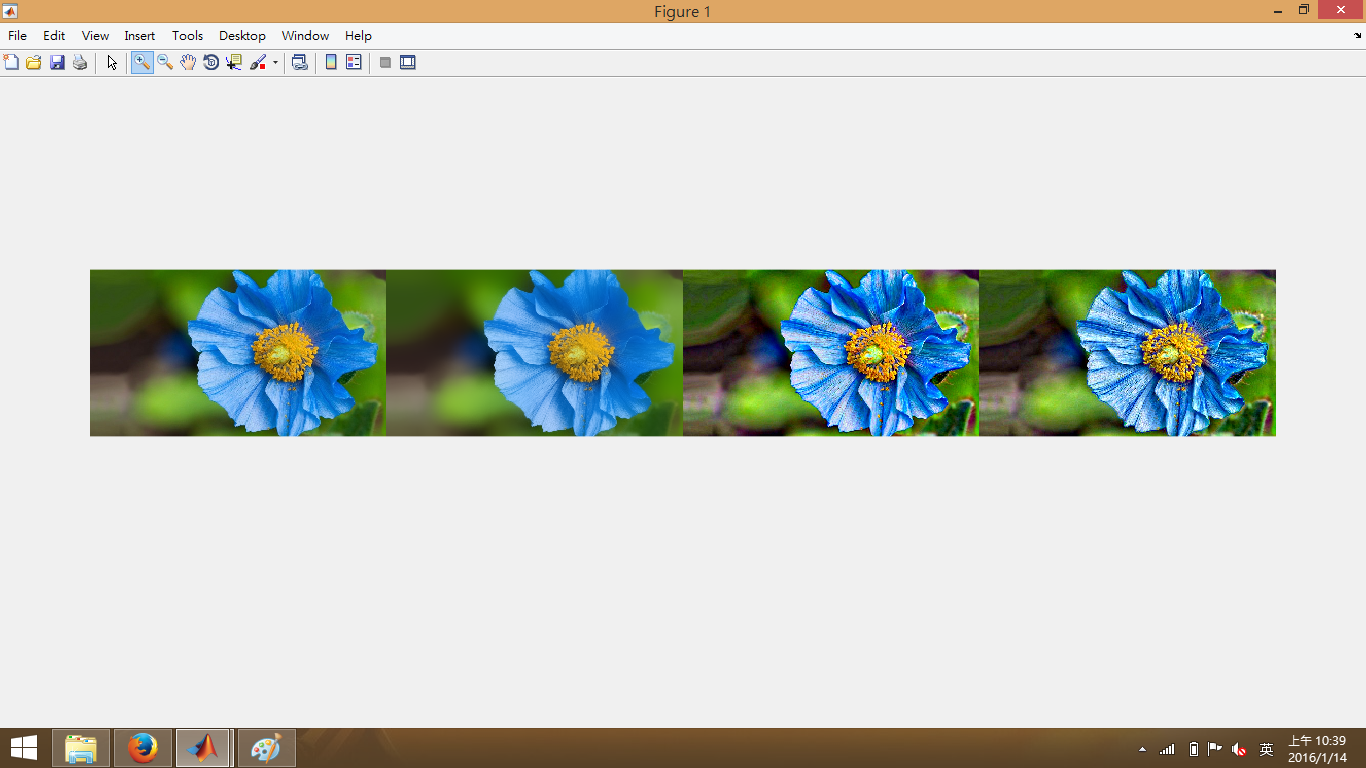 Figure 1
File Edit View Insert Tools Desktop Window Help
英
上午 10:39
2016/1/14